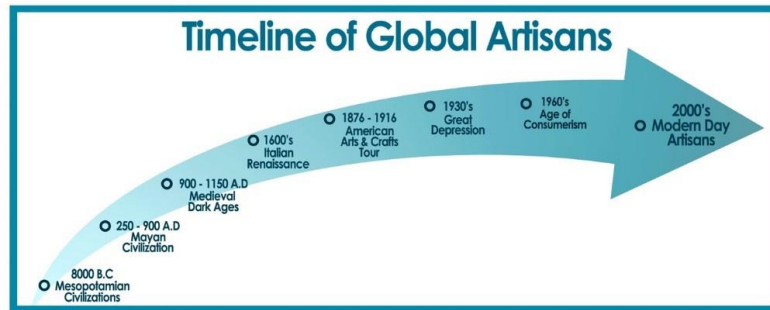 Timeline of Global Artisans
8000 B.C
Mesopotamian
Civilizations
250 - 900 A.D
Mayan
Civilization
900 - 1150 A.D
Medieval
Dark Ages
1600's
Italian
Renaissance
1876 - 1916
American
Arts & Crafts
Tour
1930's
Great
Depression
1960's
Age of
Consumerism
2000's
Modern Day
Artisans